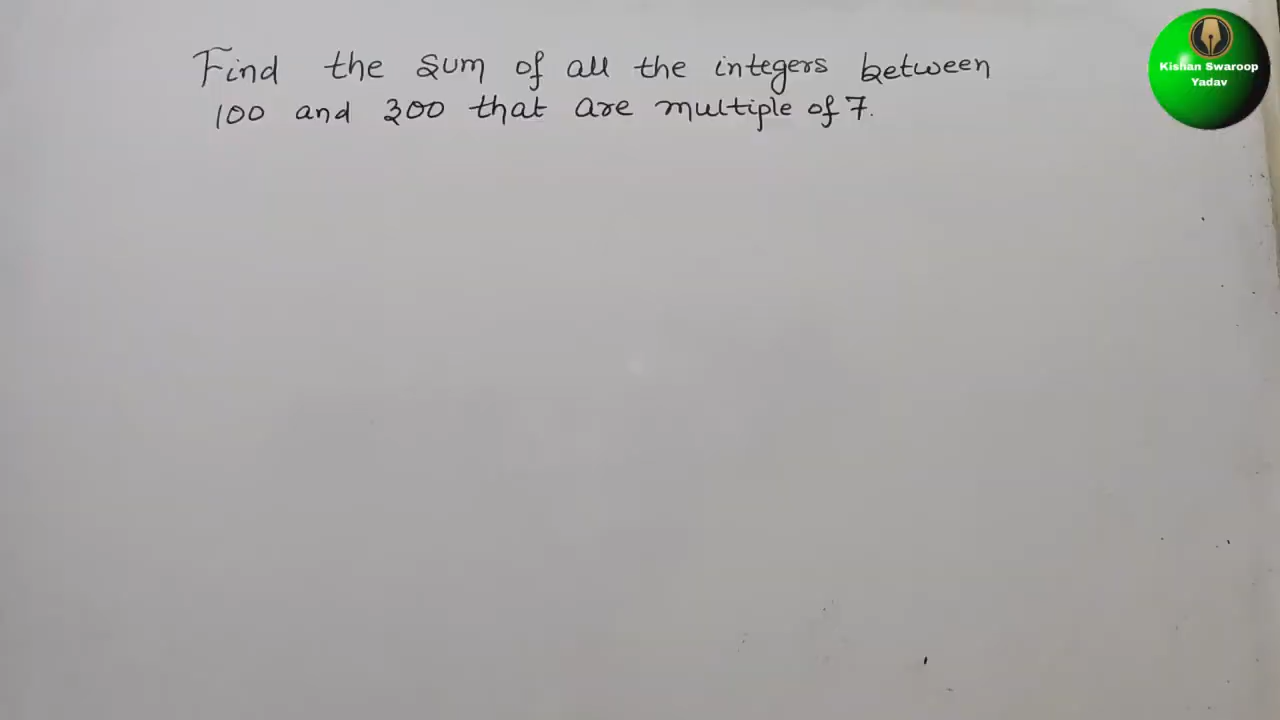 Find the sum of all the integers between
100 and 300 that are multiple of 7.
Kishan Swaroop
Yadav